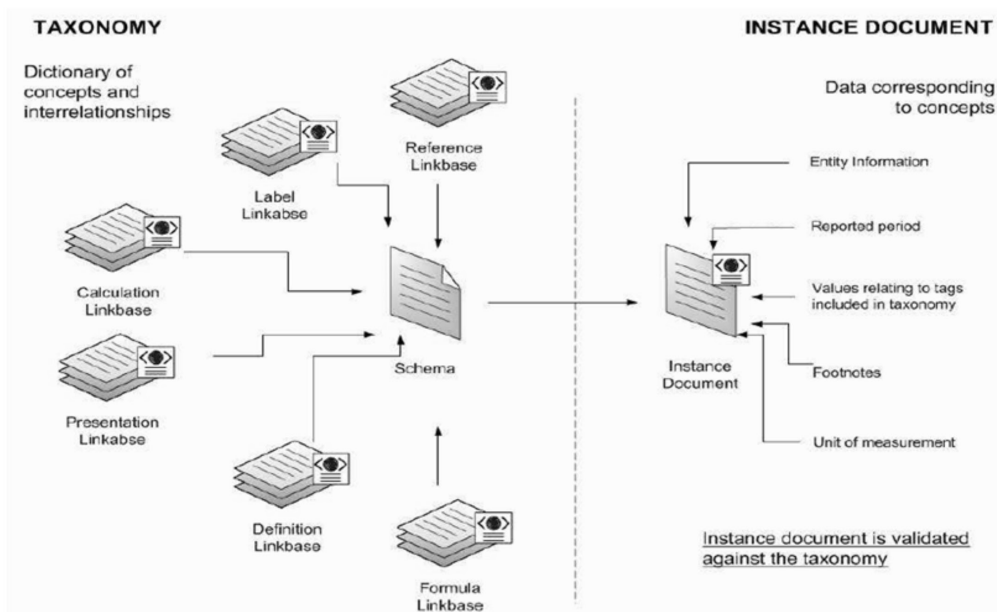 TAXONOMY
INSTANCE DOCUMENT
Dictionary of
concepts and
interrelationships
Data corresponding
to concepts
Reference
Linkbase
Label
Linkabse
Calculation
Linkbase
Presentation
Linkabse
Definition
Linkbase
Formula
Linkbase
Schema
Instance
Document
Entity Information
Reported period
Values relating to tags
included in taxonomy
Footnotes
Unit of measurement
Instance document is validated
against the taxonomy